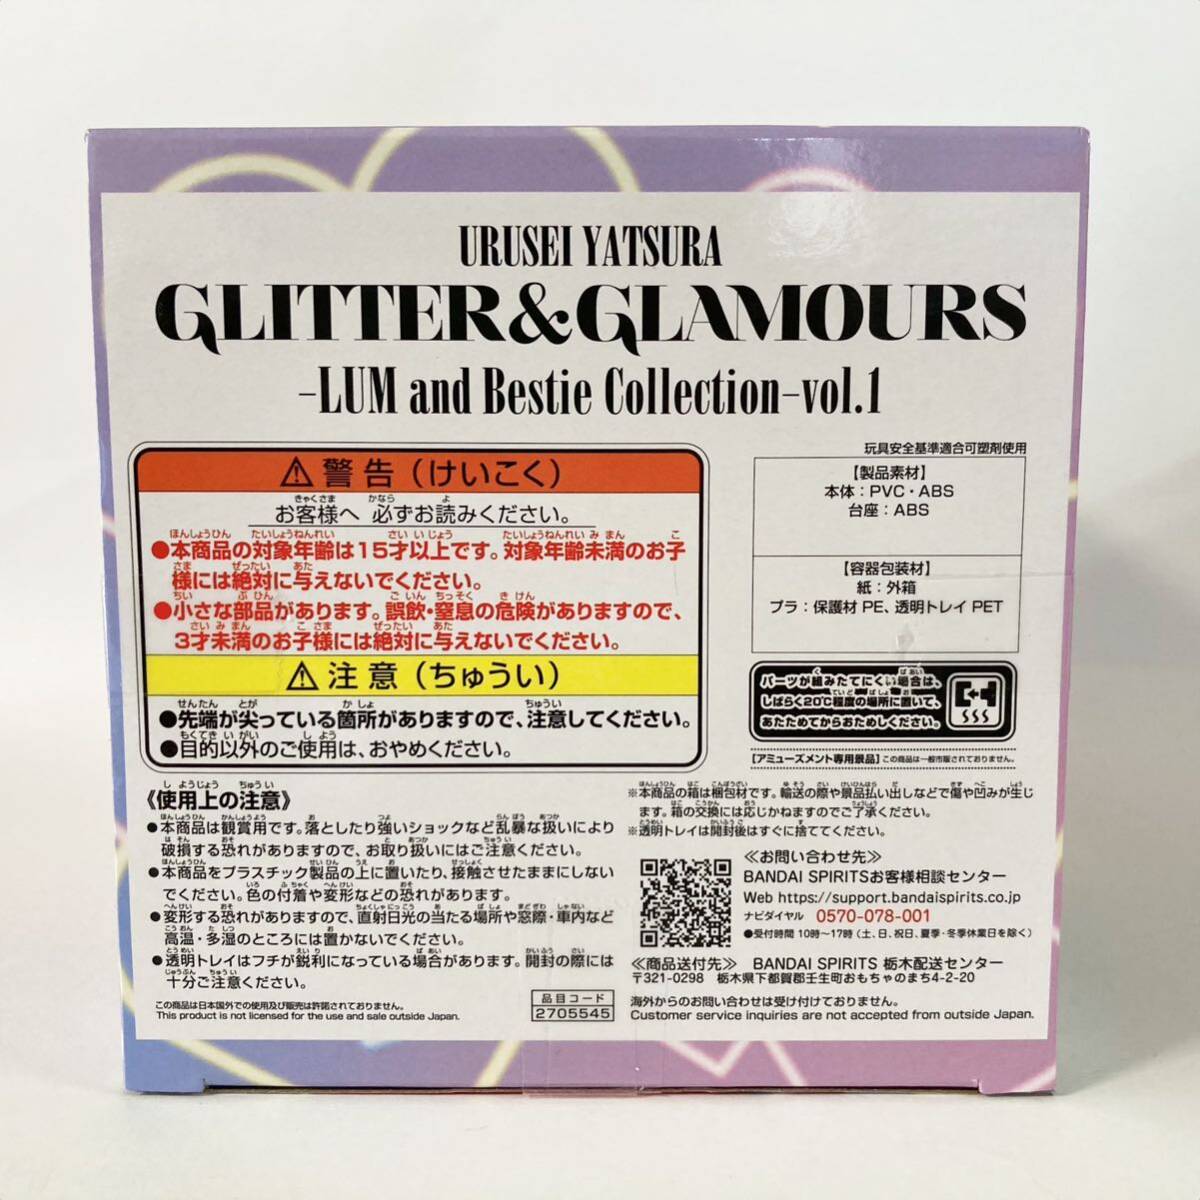 URUSEI YATSURA
GLITTER&GLAMOURS
-LUM and Bestie Collection-vol.1
⚠警告（けいこく）
お客様へ 必ずお読みください。
●本商品の対象年齢は15才以上です。対象年齢未満のお子
様には絶対に与えないでください。
●小さな部品があります。誤飲・窒息の危険がありますので、
3才未満のお子様には絶対に与えないでください。
⚠注意（ちゅうい）
●先端が尖っている箇所がありますので、注意してください。
●目的以外のご使用は、おやめください。
玩具安全基準適合可塑剤使用
【製品素材】
本体：PVC・ABS
台座：ABS
【容器包装材】
紙：外箱
プラ：保護材 PE、透明トレイ PET
パーツが組みたてにくい場合は、
しばらく20℃程度の場所に置いて、
あたためてからおためしください。
【アミューズメント専用景品】この商品は一般市販されておりません。
《使用上の注意》
●本商品は観賞用です。落としたり強いショックなど乱暴な扱いにより
破損する恐れがありますので、お取り扱いにはご注意ください。
●本商品をプラスチック製品の上に置いたり、接触させたままにしない
でください。色の付着や変形などの恐れがあります。
●変形する恐れがありますので、直射日光の当たる場所や窓際・車内など
高温・多湿のところには置かないでください。
●透明トレイはフチが鋭利になっている場合があります。開封の際には
十分ご注意ください。
この商品は日本国外での使用及び販売は許諾されておりません。
This product is not licensed for the use and sale outside Japan.
品目コード
2705545
※本商品の箱は梱包材です。輸送の際や景品払い出しなどで傷や凹みが生じ
ます。箱の交換には応じかねますのでご了承ください。
※透明トレイは開封後はすぐに捨ててください。
≪お問い合わせ先≫
BANDAI SPIRITSお客様相談センター
Web https://support.bandaispirits.co.jp
ナビダイヤル 0570-078-001
●受付時間 10時〜17時（土、日、祝日、夏季・冬季休業日を除く）
≪商品送付先≫ BANDAI SPIRITS 栃木配送センター
〒321-0298 栃木県下都賀郡壬生町おもちゃのまち4-2-20
海外からのお問い合わせは受け付けておりません。
Customer service inquiries are not accepted from outside Japan.